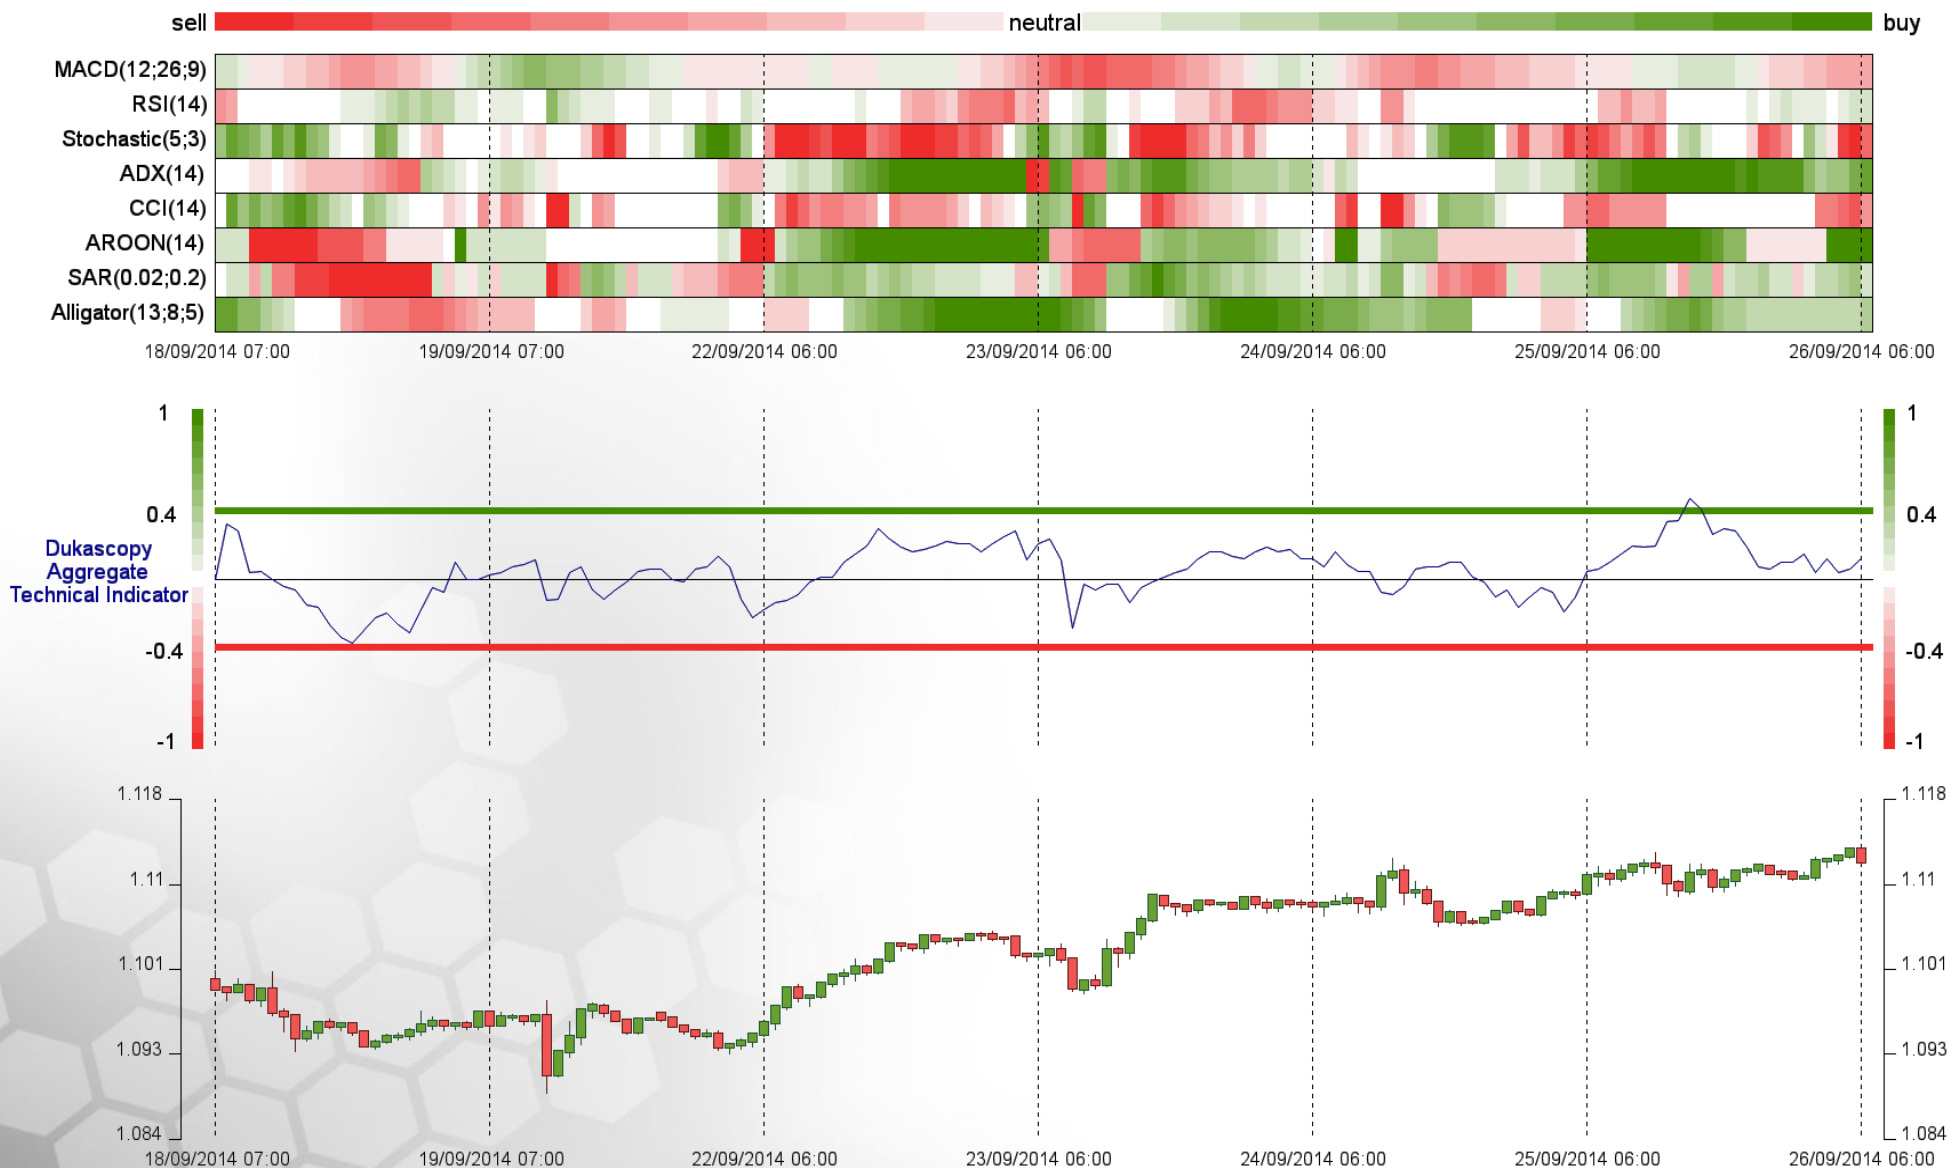 sell neutral buy
MACD(12;26;9)
RSI(14)
Stochastic(5;3)
ADX(14)
CCI(14)
AROON(14)
SAR(0.02;0.2)
Alligator(13;8;5)
18/09/2014 07:00 19/09/2014 07:00 22/09/2014 06:00 23/09/2014 06:00 24/09/2014 06:00 25/09/2014 06:00 26/09/2014 06:00
1 1
0.4 0.4
Dukascopy
Aggregate
Technical Indicator
-0.4 -0.4
-1 -1
1.118 1.118
1.11 1.11
1.101 1.101
1.093 1.093
1.084 1.084
18/09/2014 07:00 19/09/2014 07:00 22/09/2014 06:00 23/09/2014 06:00 24/09/2014 06:00 25/09/2014 06:00 26/09/2014 06:00